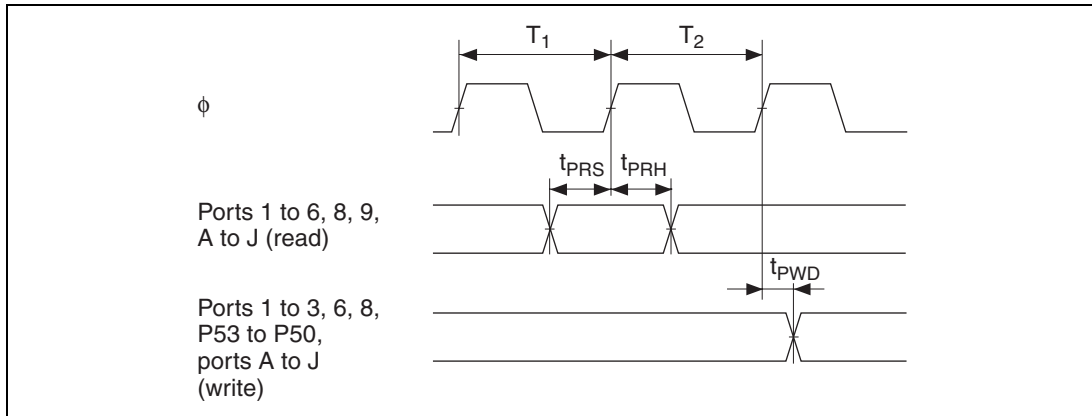 T1 T2
ϕ
tPRS tPRH
Ports 1 to 6, 8, 9,
A to J (read)
tPWD
Ports 1 to 3, 6, 8,
P53 to P50,
ports A to J
(write)